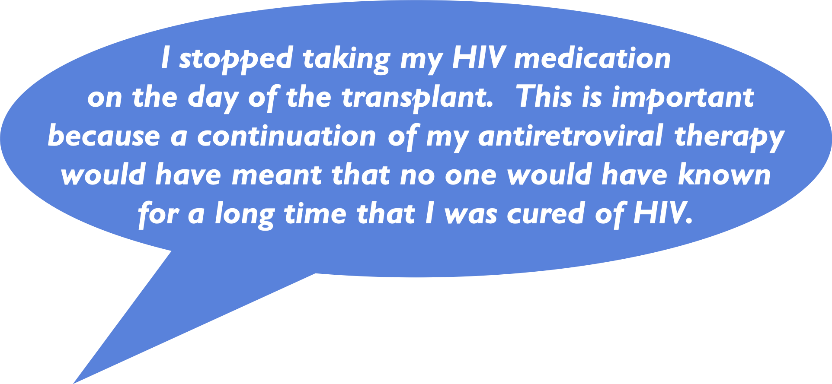 I stopped taking my HIV medication
on the day of the transplant.  This is important
because a continuation of my antiretroviral therapy
would have meant that no one would have known
for a long time that I was cured of HIV.